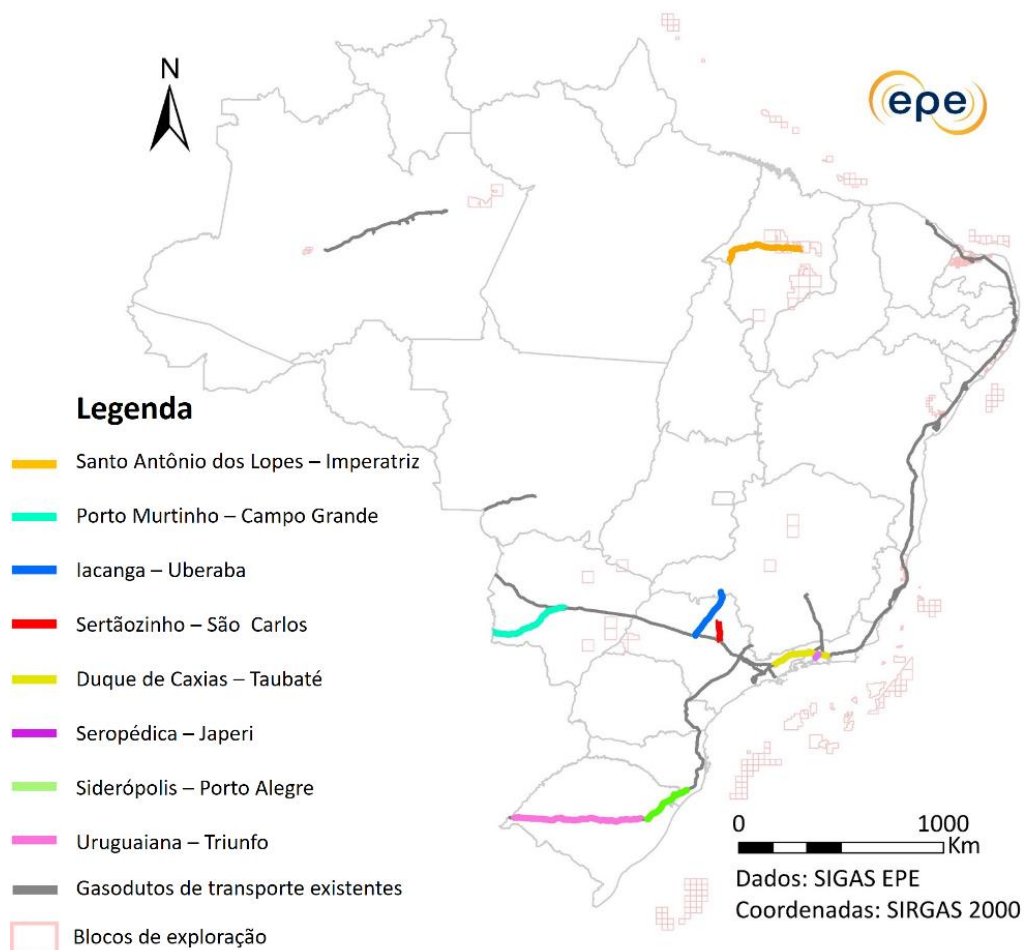 N
epe
Legenda
Santo Antônio dos Lopes – Imperatriz
Porto Murtinho – Campo Grande
Iacanga – Uberaba
Sertãozinho – São Carlos
Duque de Caxias – Taubaté
Seropédica – Japeri
Siderópolis – Porto Alegre
Uruguaiana – Triunfo
Gasodutos de transporte existentes
Blocos de exploração
0 1000
Km
Dados: SIGAS EPE
Coordenadas: SIRGAS 2000